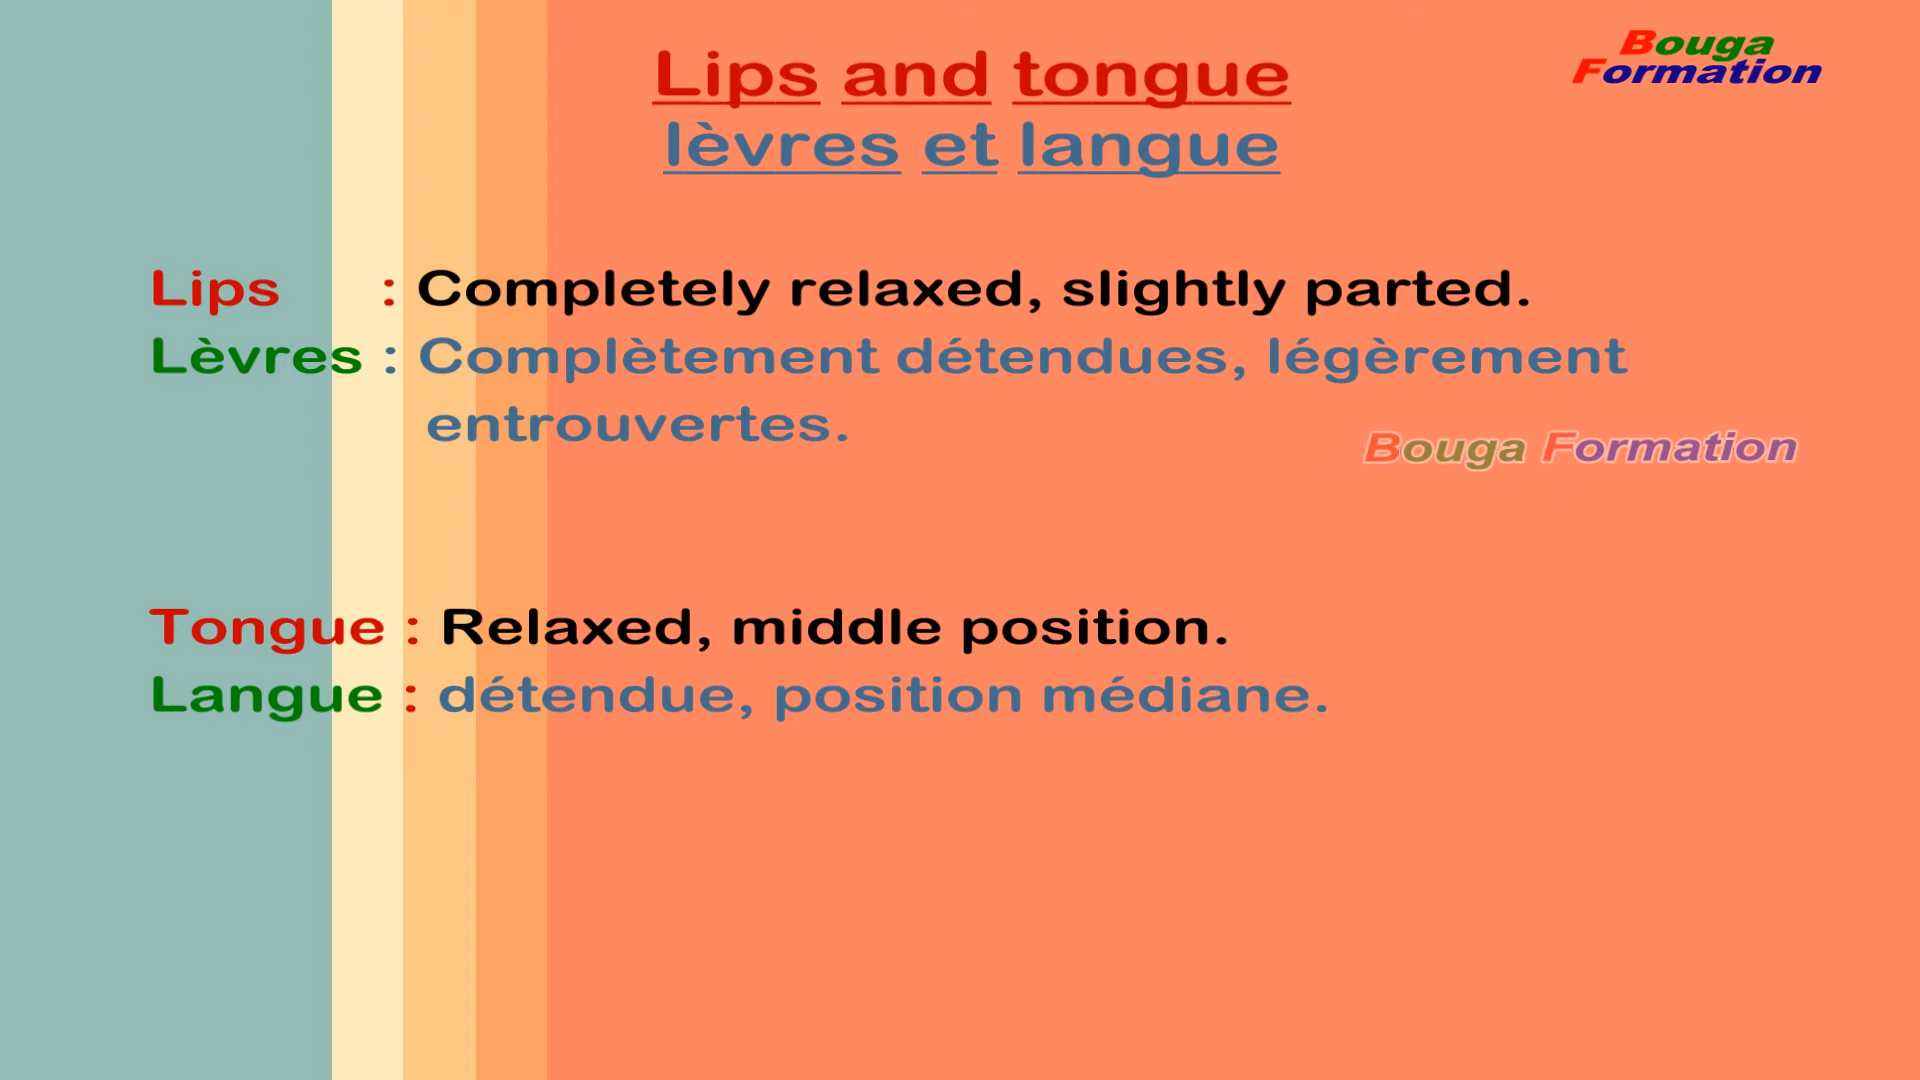 Lips and tongue
lèvres et langue
Bouga
Formation
Lips : Completely relaxed, slightly parted.
Lèvres : Complètement détendues, légèrement
entrouvertes.
Bouga Formation
Tongue : Relaxed, middle position.
Langue : détendue, position médiane.